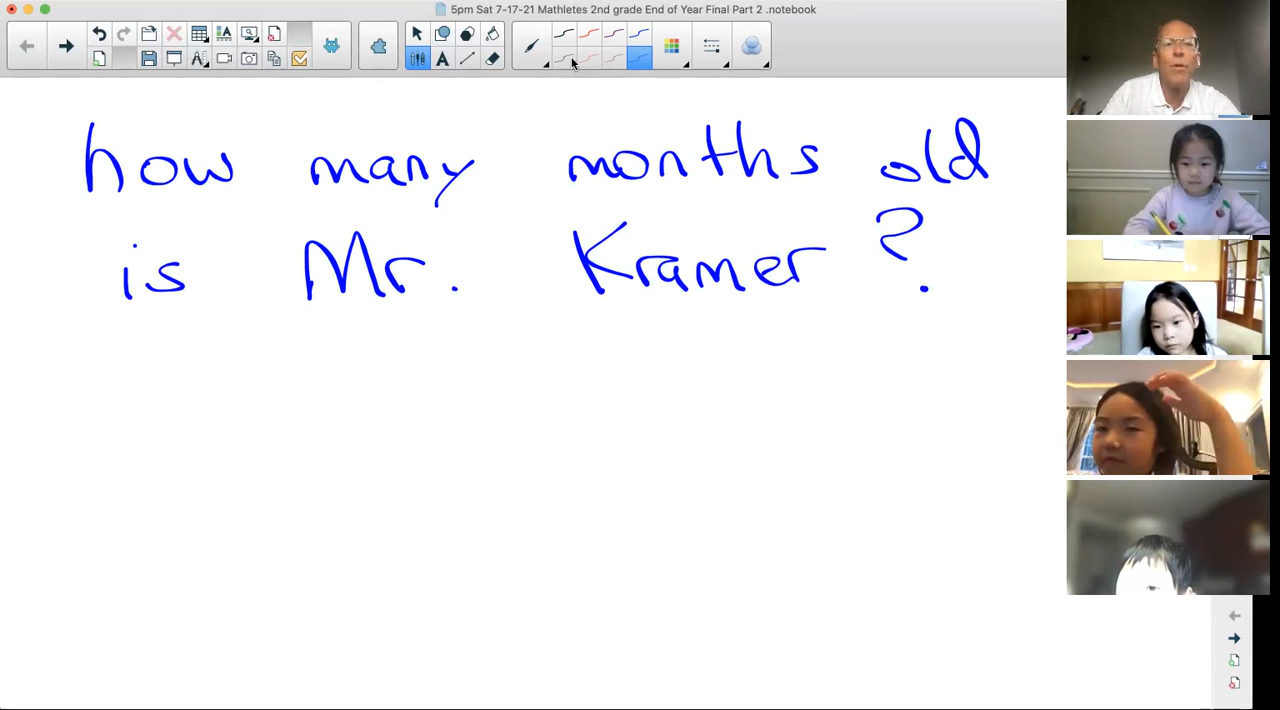 5pm Sat 7-17-21 Mathletes 2nd grade End of Year Final Part 2 .notebook
how many months old
is Mr. Kramer?